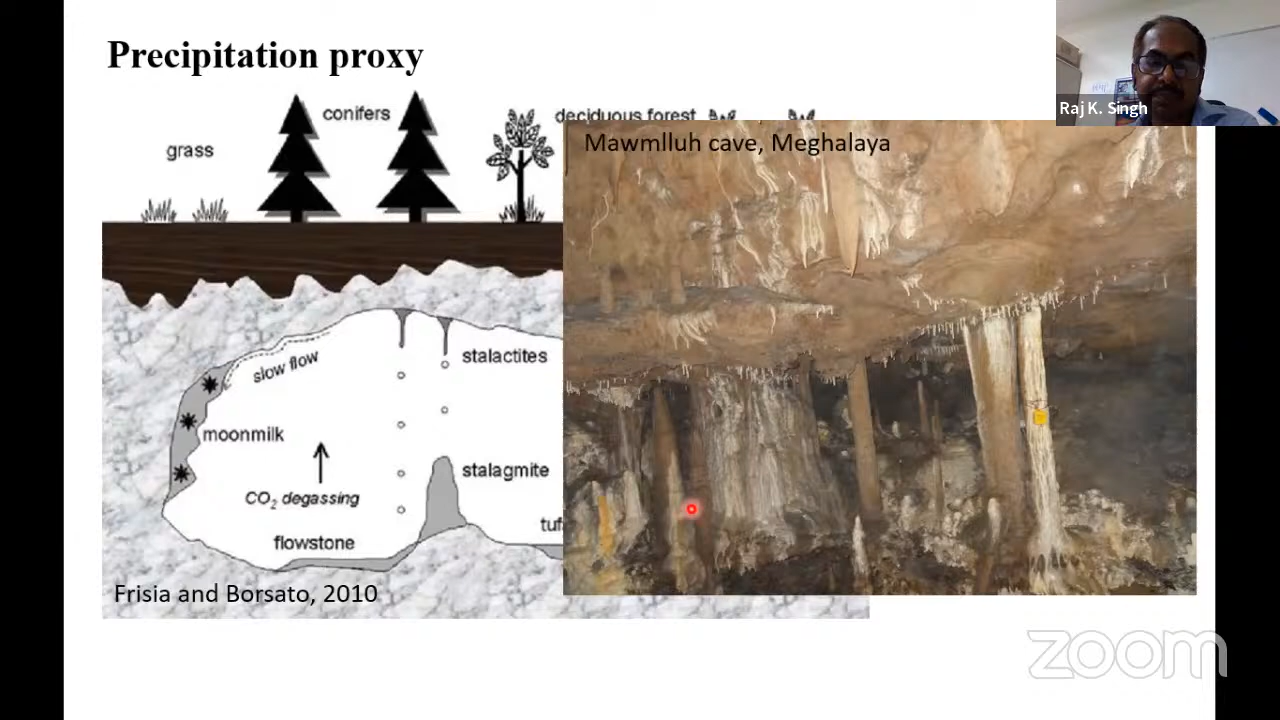 Precipitation proxy
Raj K. Singh
conifers
deciduous forest
grass
Mawmlluh cave, Meghalaya
slow flow
stalactites
moonmilk
stalagmite
CO₂ degassing
flowstone
Frisia and Borsato, 2010
zoom